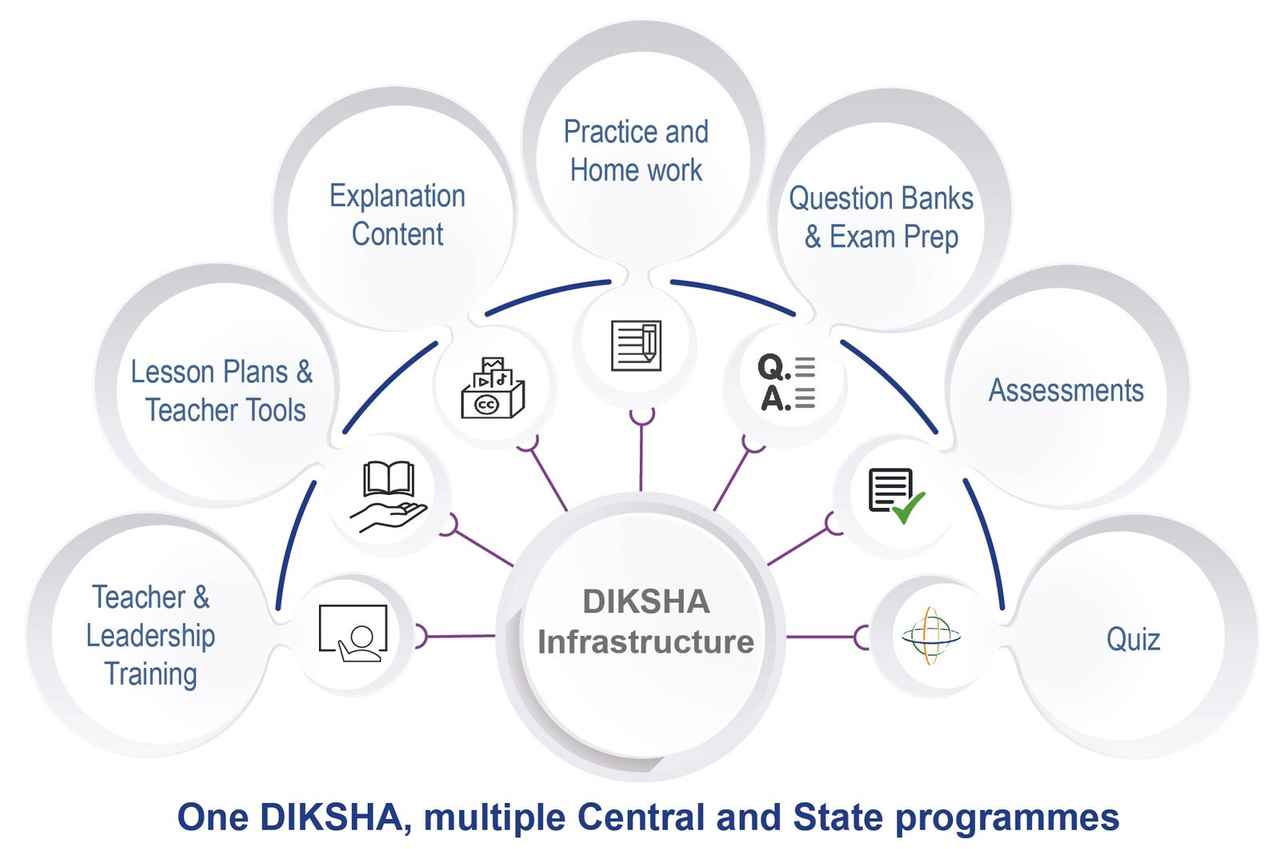 Practice and
Home work
Explanation
Content
Question Banks
& Exam Prep
Lesson Plans &
Teacher Tools
Assessments
Teacher &
Leadership
Training
Quiz
CC
Q.
A.
DIKSHA
Infrastructure
One DIKSHA, multiple Central and State programmes